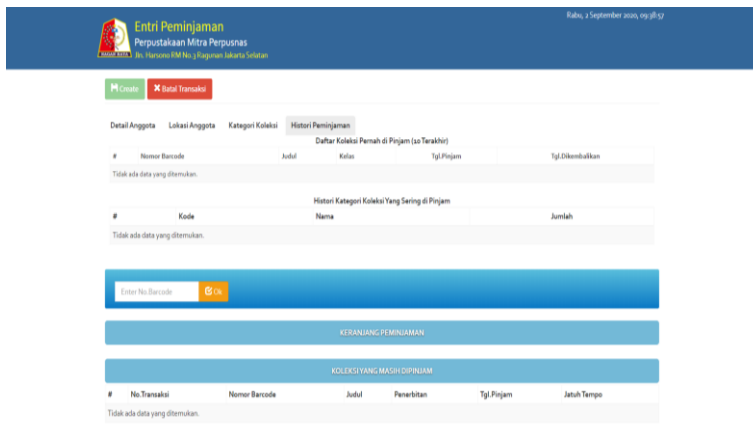 Rabu, 2 September 2020, 09:38:57
Entri Peminjaman
Perpustakaan Mitra Perpusnas
Jln. Harsono RM No.3 Ragunan Jakarta Selatan
Create Batal Transaksi
Detail Anggota Lokasi Anggota Kategori Koleksi Histori Peminjaman
Daftar Koleksi Pernah di Pinjam (10 Terakhir)
# Nomor Barcode Judul Kelas Tgl.Pinjam Tgl.Dikembalikan
Tidak ada data yang ditemukan.
Histori Kategori Koleksi Yang Sering di Pinjam
# Kode Nama Jumlah
Tidak ada data yang ditemukan.
Enter No.Barcode Ok
KERANJANG PEMINJAMAN
KOLEKSI YANG MASIH DIPINJAM
# No.Transaksi Nomor Barcode Judul Penerbitan Tgl.Pinjam Jatuh Tempo
Tidak ada data yang ditemukan.